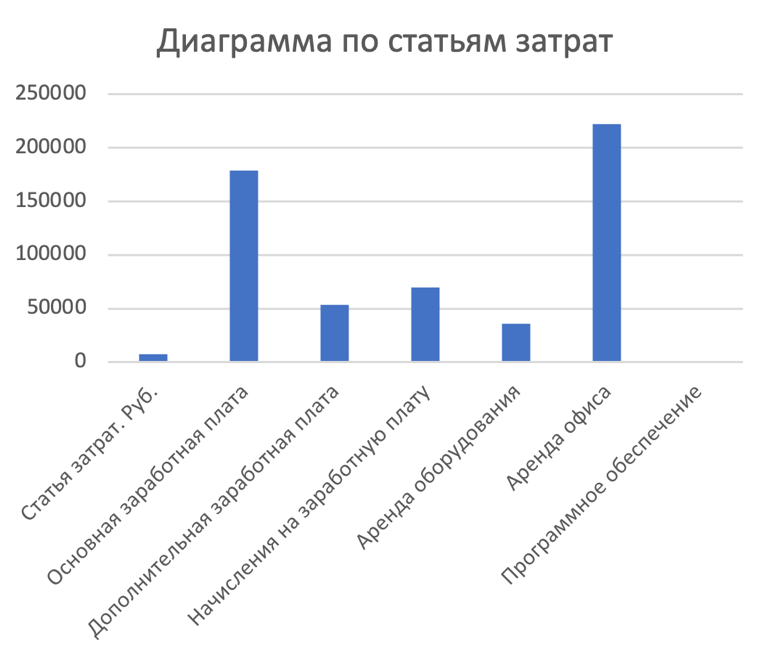 Диаграмма по статьям затрат
250000
200000
150000
100000
50000
0
Статья затрат. Руб.
Основная заработная плата
Дополнительная заработная плата
Начисления на заработную плату
Аренда оборудования
Аренда офиса
Программное обеспечение